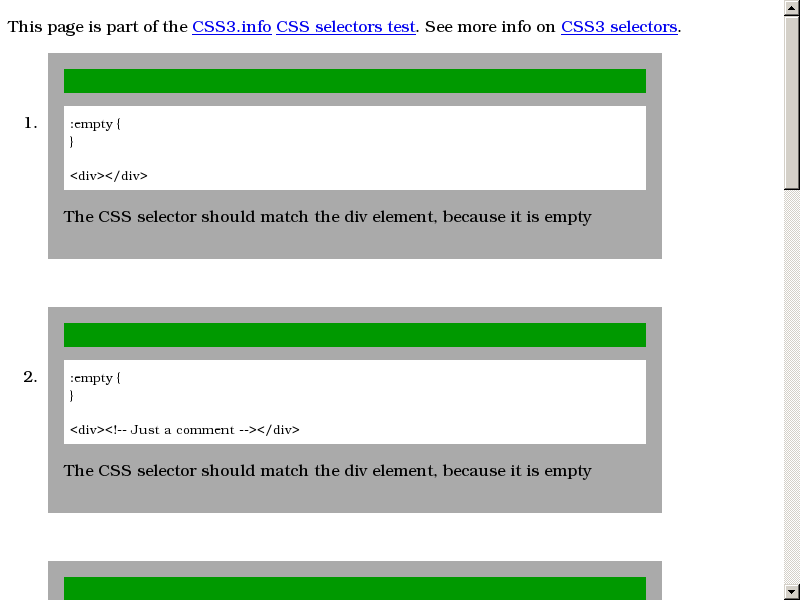 This page is part of the CSS3.info CSS selectors test. See more info on CSS3 selectors.
1.
:empty {
}
<div></div>
The CSS selector should match the div element, because it is empty
2.
:empty {
}
<div><!-- Just a comment --></div>
The CSS selector should match the div element, because it is empty